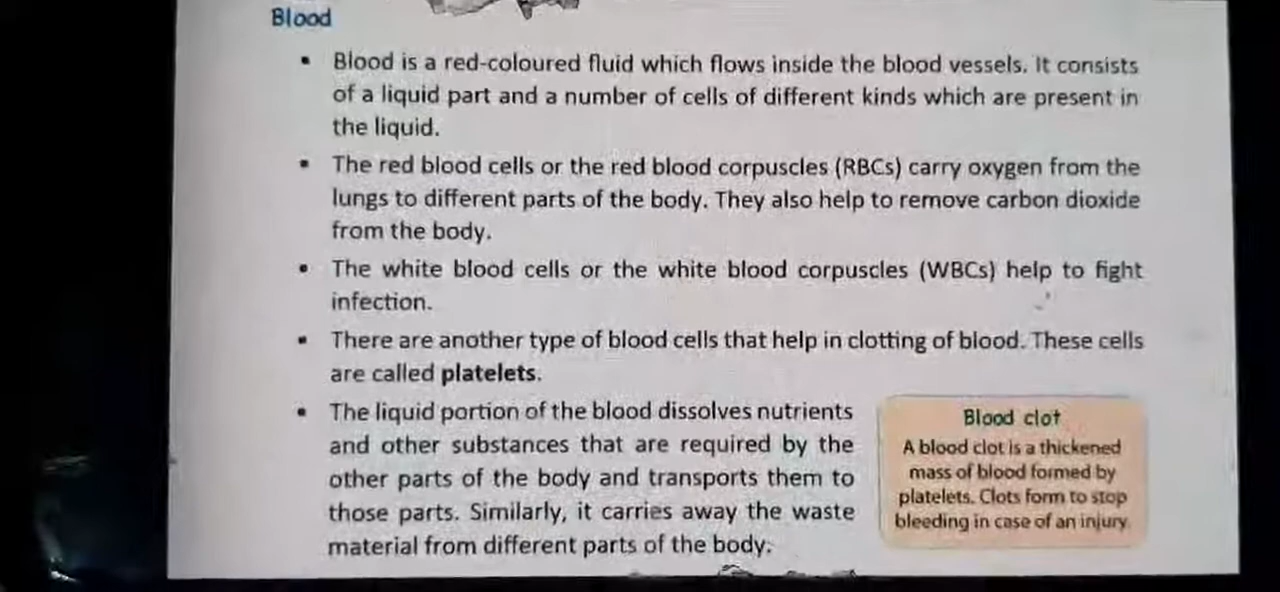 Blood
• Blood is a red-coloured fluid which flows inside the blood vessels. It consists
of a liquid part and a number of cells of different kinds which are present in
the liquid.
• The red blood cells or the red blood corpuscles (RBCs) carry oxygen from the
lungs to different parts of the body. They also help to remove carbon dioxide
from the body.
• The white blood cells or the white blood corpuscles (WBCs) help to fight
infection.
• There are another type of blood cells that help in clotting of blood. These cells
are called platelets.
• The liquid portion of the blood dissolves nutrients
and other substances that are required by the
other parts of the body and transports them to
those parts. Similarly, it carries away the waste
material from different parts of the body.
Blood clot
A blood clot is a thickened
mass of blood formed by
platelets. Clots form to stop
bleeding in case of an injury